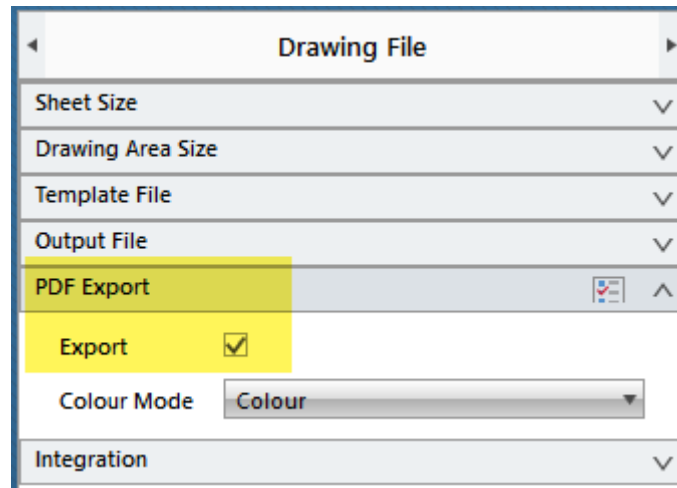 Drawing File
Sheet Size
Drawing Area Size
Template File
Output File
PDF Export
Export
Colour Mode Colour
Integration